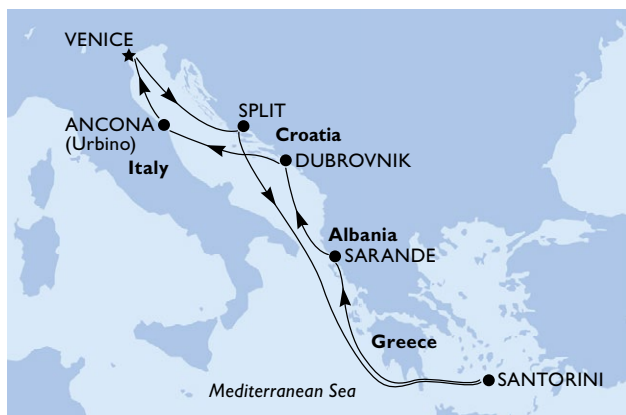 VENICE
SPLIT
ANCONA
(Urbino)
Croatia
DUBROVNIK
Italy
Albania
SARANDE
Greece
SANTORINI
Mediterranean Sea